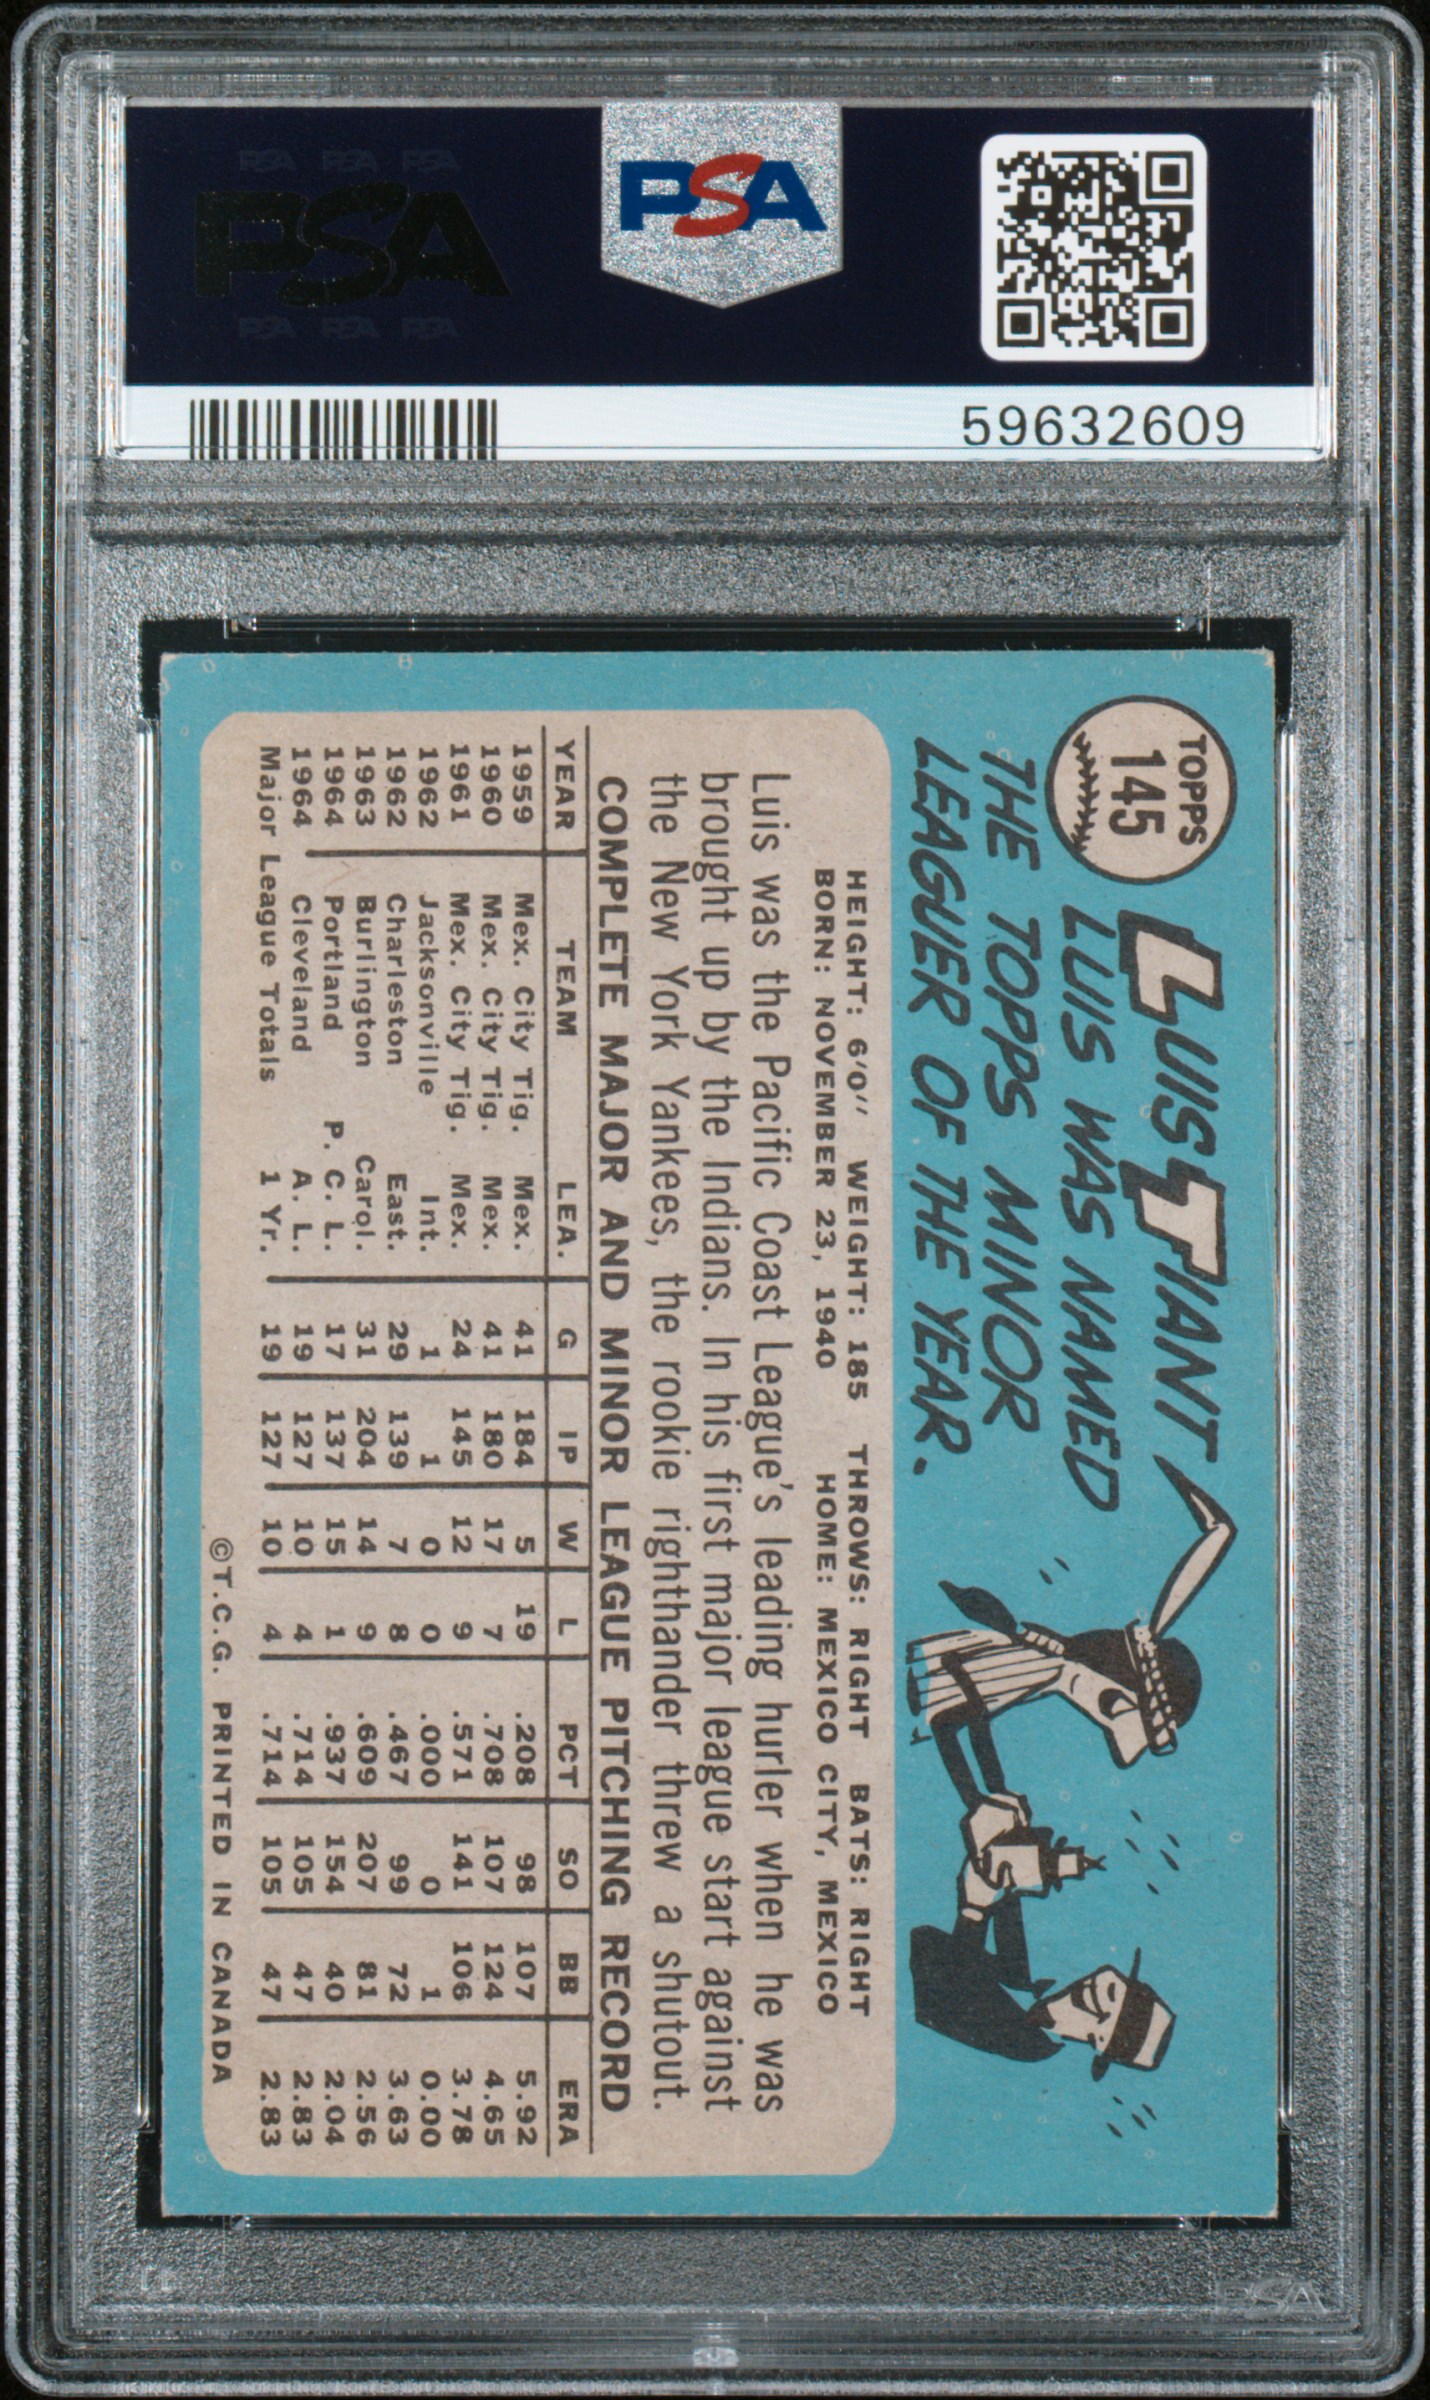 PSA PSA PSA
PSA
PSA PSA PSA
PSA
59632609
TOPPS
145
LUIS TIANT
LUIS WAS NAMED
THE TOPPS MINOR
LEAGUER OF THE YEAR.
HEIGHT: 6'0" WEIGHT: 185 THROWS: RIGHT BATS: RIGHT
BORN: NOVEMBER 23, 1940 HOME: MEXICO CITY, MEXICO
Luis was the Pacific Coast League's leading hurler when he was
brought up by the Indians. In his first major league start against
the New York Yankees, the rookie righthander threw a shutout.
COMPLETE MAJOR AND MINOR LEAGUE PITCHING RECORD
YEAR TEAM LEA. G IP W L PCT SO BB ERA
1959 Mex. City Tig. Mex. 41 184 5 19 .208 98 107 5.92
1960 Mex. City Tig. Mex. 41 180 17 7 .708 107 124 4.65
1961 Mex. City Tig. Mex. 24 145 12 9 .571 141 106 3.78
1962 Jacksonville Int. 1 1 0 0 .000 0 1 0.00
1962 Charleston East. 29 139 7 8 .467 99 72 3.63
1963 Burlington Carol. 31 204 14 9 .609 207 81 2.56
1964 Portland P. C. L. 17 137 15 1 .937 154 40 2.04
1964 Cleveland A. L. 19 127 10 4 .714 105 47 2.83
Major League Totals 1 Yr. 19 127 10 4 .714 105 47 2.83
©T.C.G. PRINTED IN CANADA
PSA